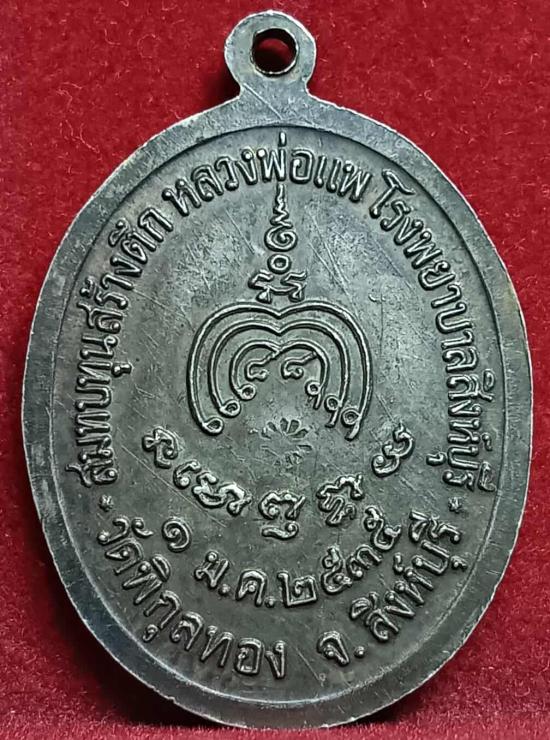 สมทบทุนสร้างตึก หลวงพ่อแพ โรงพยาบาลสิงห์บุรี
๑ ม.ค.๒๕๓๕
* วัดพิกุลทอง จ.สิงห์บุรี *